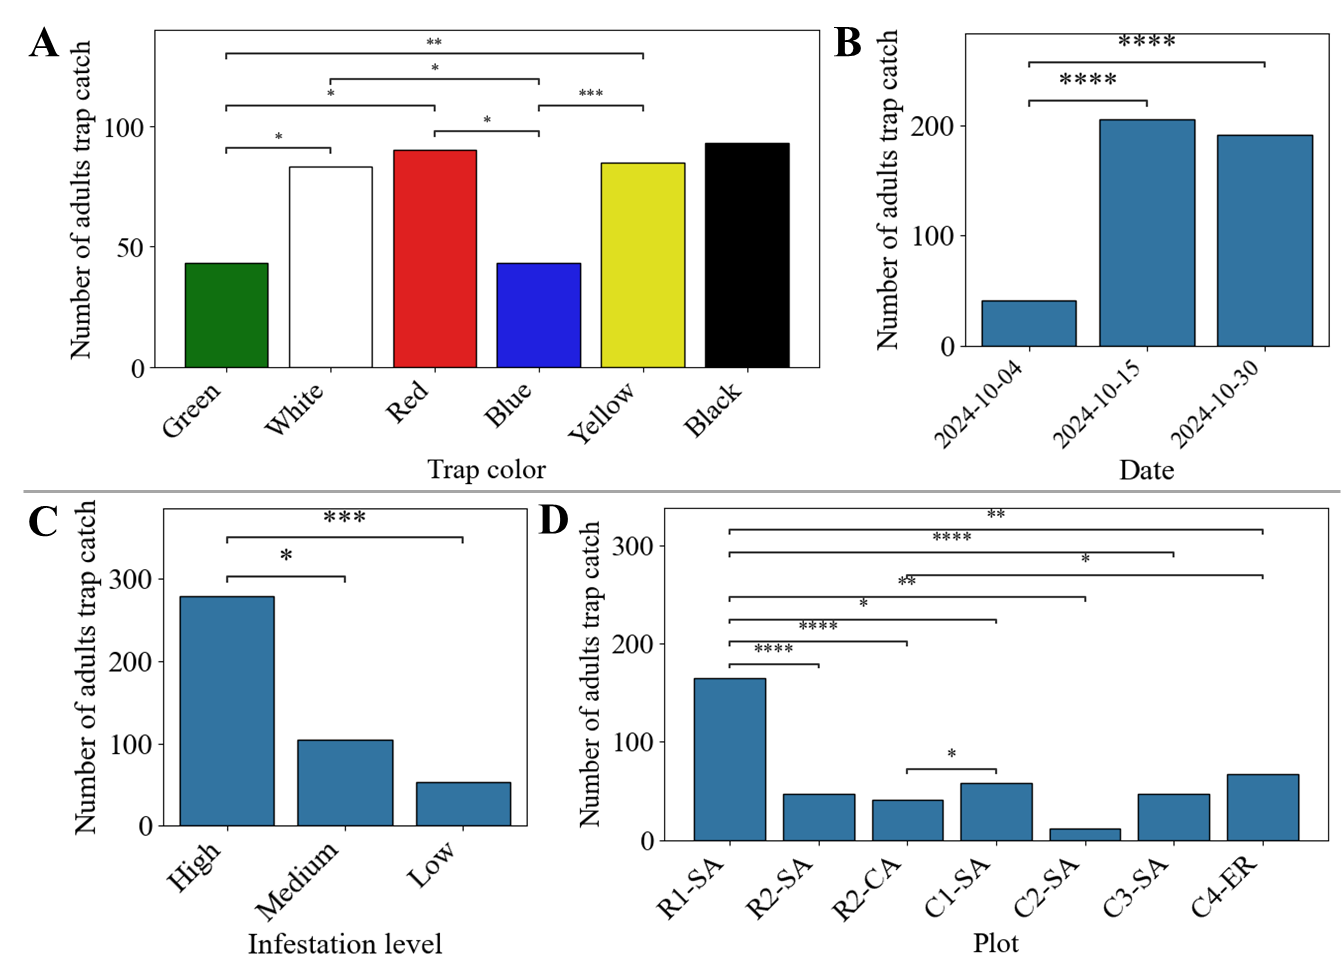 A
Number of adults trap catch
100
50
0
**
*
*
***
*
*
Green
White
Red
Blue
Yellow
Black
Trap color
B
Number of adults trap catch
200
100
0
****
****
2024-10-04
2024-10-15
2024-10-30
Date
C
Number of adults trap catch
300
200
100
0
***
*
High
Medium
Low
Infestation level
D
Number of adults trap catch
300
200
100
0
**
****
*
**
*
****
****
*
R1-SA
R2-SA
R2-CA
C1-SA
C2-SA
C3-SA
C4-ER
Plot